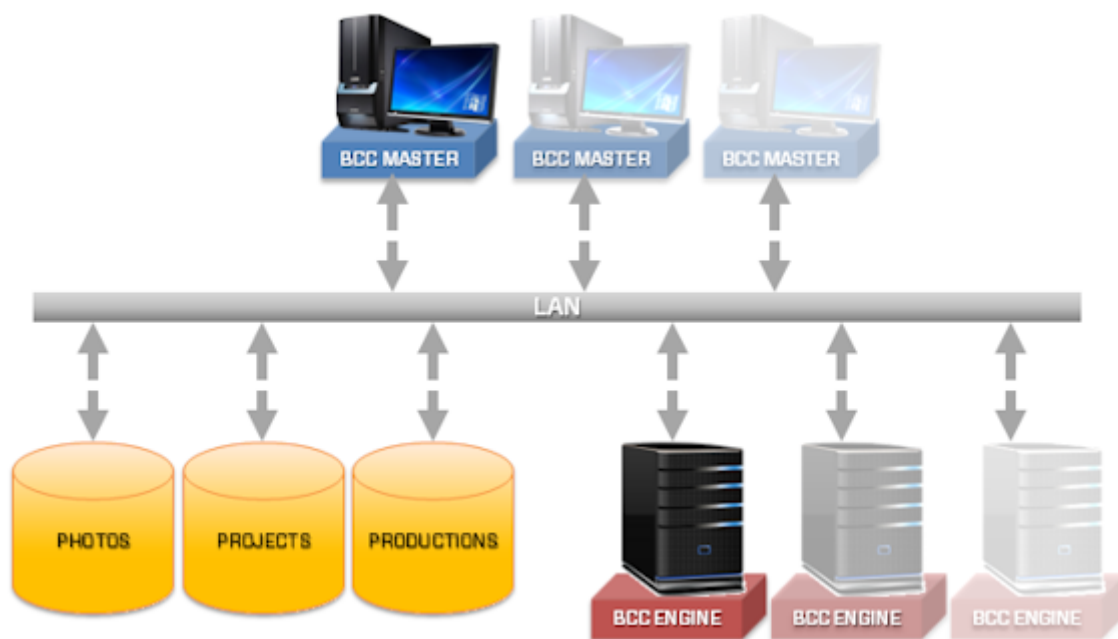 BCC MASTER
BCC MASTER
BCC MASTER
LAN
PHOTOS
PROJECTS
PRODUCTIONS
BCC ENGINE
BCC ENGINE
BCC ENGINE